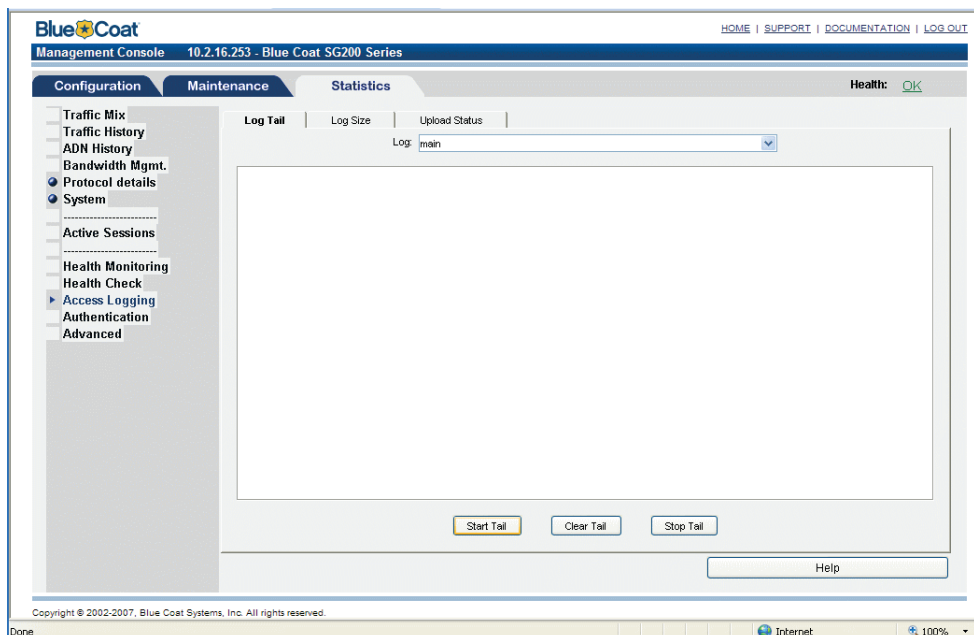 Blue Coat
HOME | SUPPORT | DOCUMENTATION | LOG OUT
Management Console 10.2.16.253 - Blue Coat SG200 Series
Configuration Maintenance Statistics Health: OK
Traffic Mix
Traffic History
ADN History
Bandwidth Mgmt.
Protocol details
System
-------------------------
Active Sessions
-------------------------
Health Monitoring
Health Check
Access Logging
Authentication
Advanced
Log Tail Log Size Upload Status
Log: main
Start Tail Clear Tail Stop Tail
Help
Copyright © 2002-2007, Blue Coat Systems, Inc. All rights reserved.
Done Internet 100%